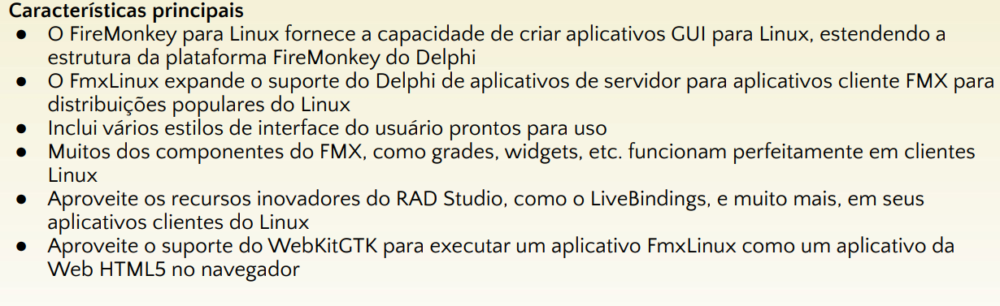 Características principais
● O FireMonkey para Linux fornece a capacidade de criar aplicativos GUI para Linux, estendendo a
estrutura da plataforma FireMonkey do Delphi
● O FmxLinux expande o suporte do Delphi de aplicativos de servidor para aplicativos cliente FMX para
distribuições populares do Linux
● Inclui vários estilos de interface do usuário prontos para uso
● Muitos dos componentes do FMX, como grades, widgets, etc. funcionam perfeitamente em clientes
Linux
● Aproveite os recursos inovadores do RAD Studio, como o LiveBindings, e muito mais, em seus
aplicativos clientes do Linux
● Aproveite o suporte do WebKitGTK para executar um aplicativo FmxLinux como um aplicativo da
Web HTML5 no navegador